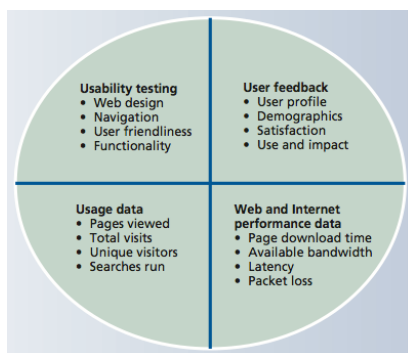 Usability testing
• Web design
• Navigation
• User friendliness
• Functionality
User feedback
• User profile
• Demographics
• Satisfaction
• Use and impact
Usage data
• Pages viewed
• Total visits
• Unique visitors
• Searches run
Web and Internet
performance data
• Page download time
• Available bandwidth
• Latency
• Packet loss